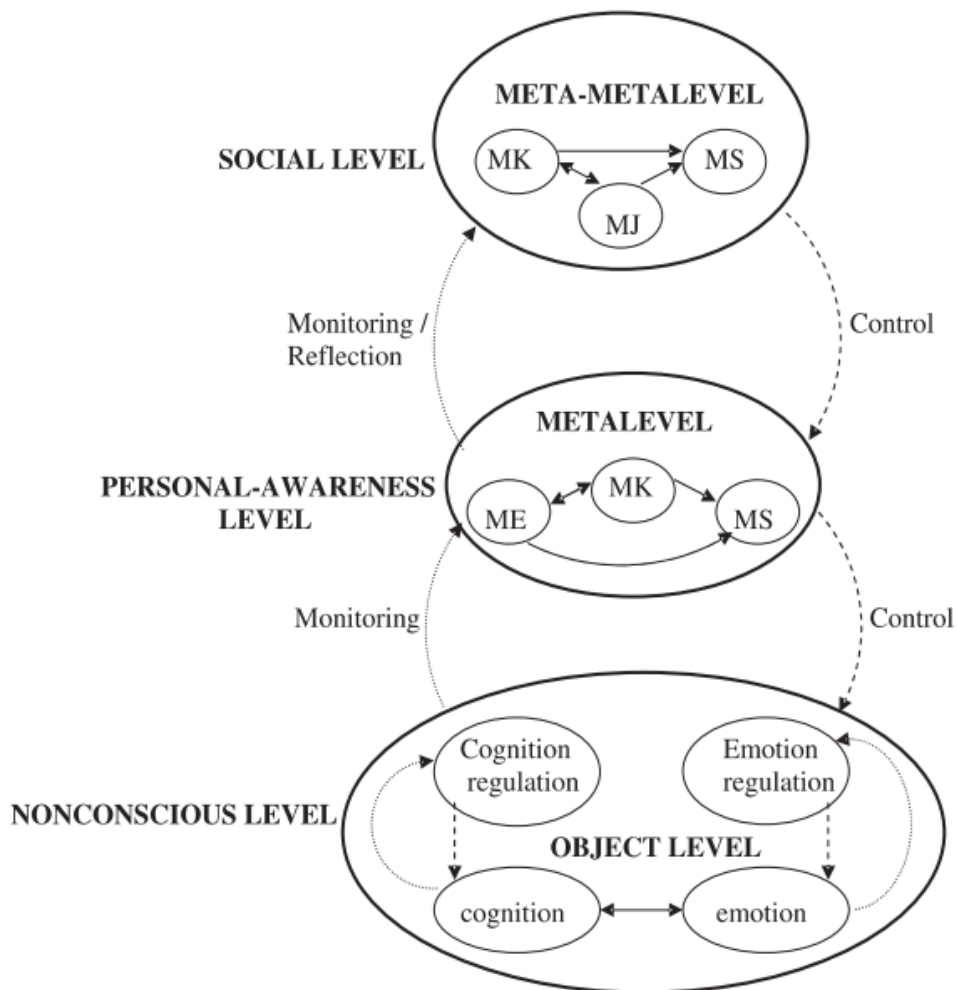 META-METALEVEL
SOCIAL LEVEL
MK
MS
MJ
Monitoring /
Reflection
Control
METALEVEL
PERSONAL-AWARENESS
LEVEL
ME
MK
MS
Monitoring
Control
Cognition
regulation
Emotion
regulation
NONCONSCIOUS LEVEL
OBJECT LEVEL
cognition
emotion